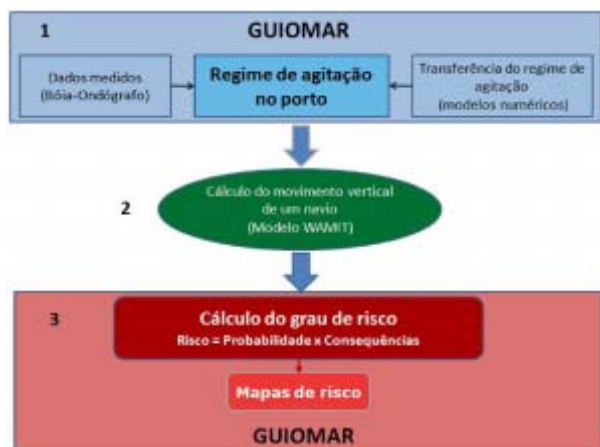 1
GUIOMAR
Dados medidos
(Bóia-Ondógrafo)
Regime de agitação
no porto
Transferência do regime de
agitação
(modelos numéricos)
2
Cálculo do movimento vertical
de um navio
(Modelo WAMIT)
3
Cálculo do grau de risco
Risco = Probabilidade x Consequências
Mapas de risco
GUIOMAR